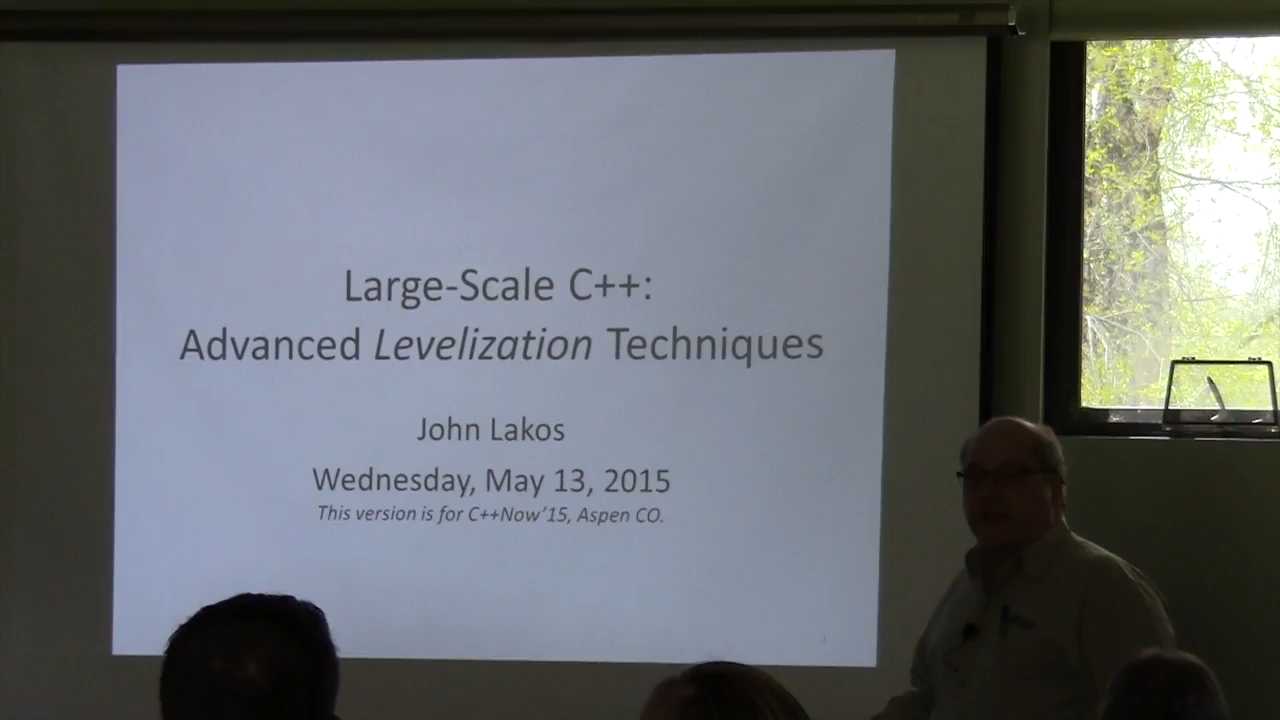 Large-Scale C++:
Advanced Levelization Techniques
John Lakos
Wednesday, May 13, 2015
This version is for C++Now'15, Aspen CO.
1